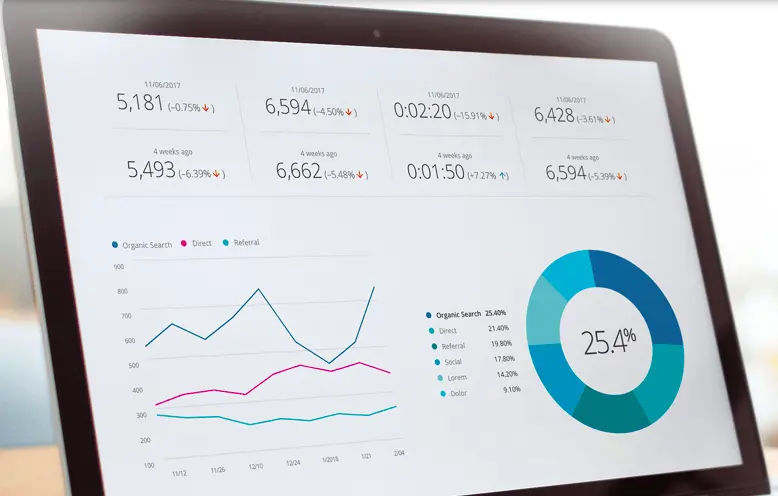 11/06/2017
5,181 (–0.75% ↓)
11/06/2017
6,594 (–4.50% ↓)
11/06/2017
0:02:20 (–15.91% ↓)
11/06/2017
6,428 (–3.61% ↓)
4 weeks ago
5,493 (–6.39% ↓)
4 weeks ago
6,662 (–5.48% ↓)
4 weeks ago
0:01:50 (+7.27% ↑)
4 weeks ago
6,594 (–5.39% ↓)
Organic Search Direct Referral
900
800
700
600
500
400
300
200
100
11/12 11/26 12/10 12/24 1/2018 1/21 2/04
Organic Search 25.40%
Direct 21.40%
Referral 19.80%
Social 17.80%
Lorem 14.20%
Dolor 9.10%
25.4%